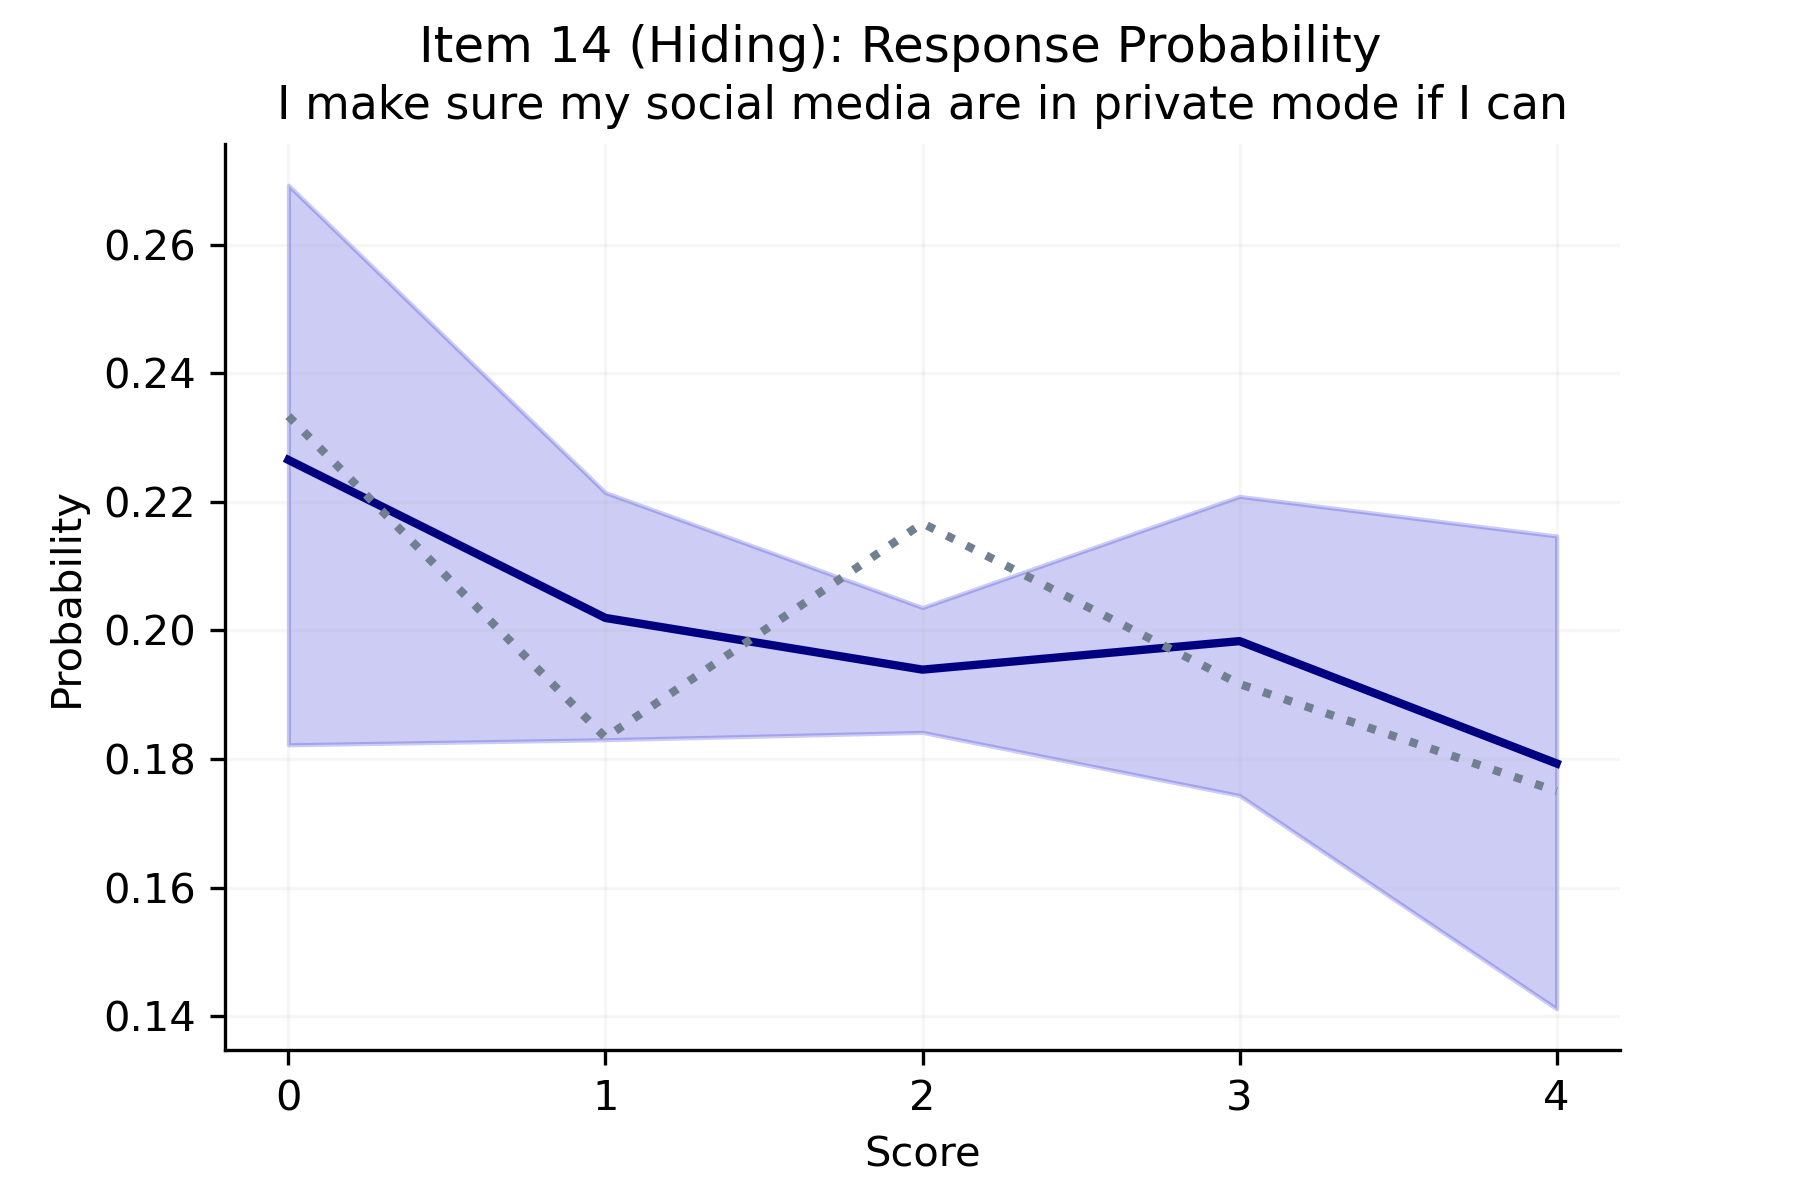 Item 14 (Hiding): Response Probability
I make sure my social media are in private mode if I can
0.26
0.24
0.22
0.20
0.18
0.16
0.14
Probability
0 1 2 3 4
Score